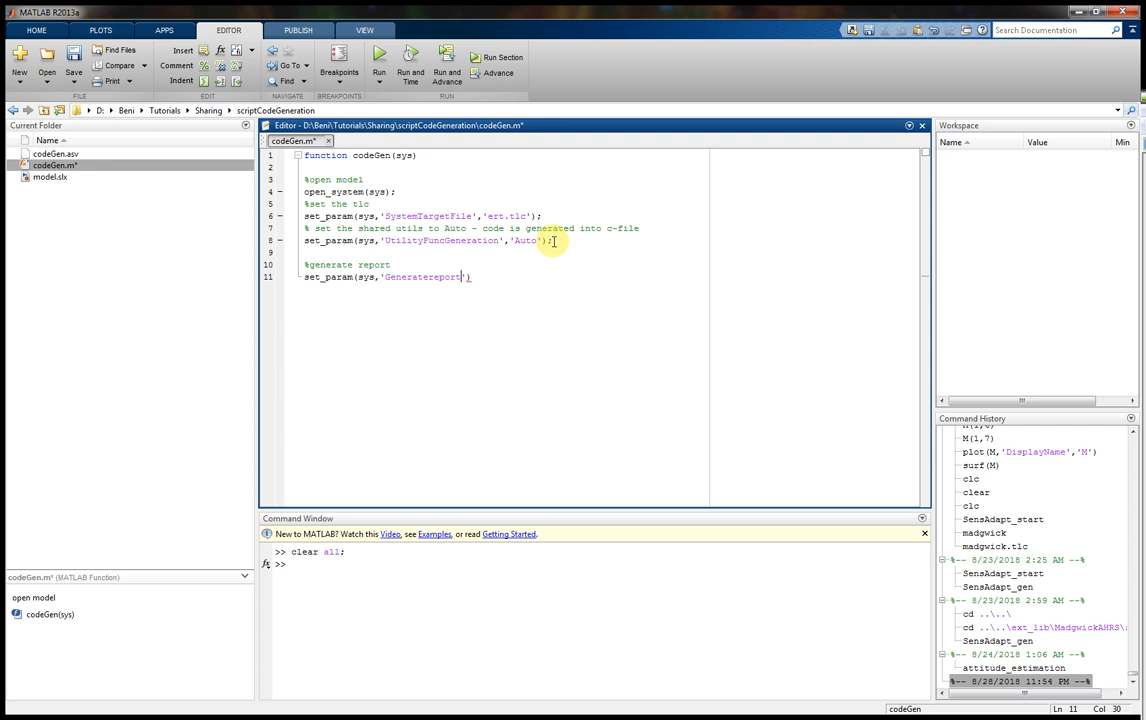 MATLAB R2013a
HOME PLOTS APPS EDITOR PUBLISH VIEW
Search Documentation
New Open Save
Find Files
Compare
Print
Insert
Comment
Indent
fx
Go To
Find
Breakpoints
Run
Run and
Time
Run and
Advance
Run Section
Advance
FILE EDIT NAVIGATE BREAKPOINTS RUN
D: Beni Tutorials Sharing scriptCodeGeneration
Current Folder
Name
codeGen.asv
codeGen.m*
model.slx
Editor - D:\Beni\Tutorials\Sharing\scriptCodeGeneration\codeGen.m*
codeGen.m*
1 function codeGen(sys)
2
3 %open model
4 open_system(sys);
5 %set the tlc
6 set_param(sys,'SystemTargetFile','ert.tlc');
7 % set the shared utils to Auto - code is generated into c-file
8 set_param(sys,'UtilityFuncGeneration','Auto');
9
10 %generate report
11 set_param(sys,'Generatereport')
Command Window
New to MATLAB? Watch this Video, see Examples, or read Getting Started.
>> clear all;
fx >>
codeGen.m* (MATLAB Function)
open model
codeGen(sys)
Workspace
Name Value Min
Command History
M(1,7)
plot(M,'DisplayName','M')
surf(M)
clc
clear
clc
SensAdapt_start
madgwick
madgwick.tlc
%-- 8/23/2018 2:25 AM --%
SensAdapt_start
SensAdapt_gen
%-- 8/23/2018 2:59 AM --%
cd ..\..\
cd ..\..\ext_lib\MadgwickAHRS\
SensAdapt_gen
%-- 8/24/2018 1:06 AM --%
attitude_estimation
%-- 8/28/2018 11:54 PM --%
codeGen Ln 11 Col 30